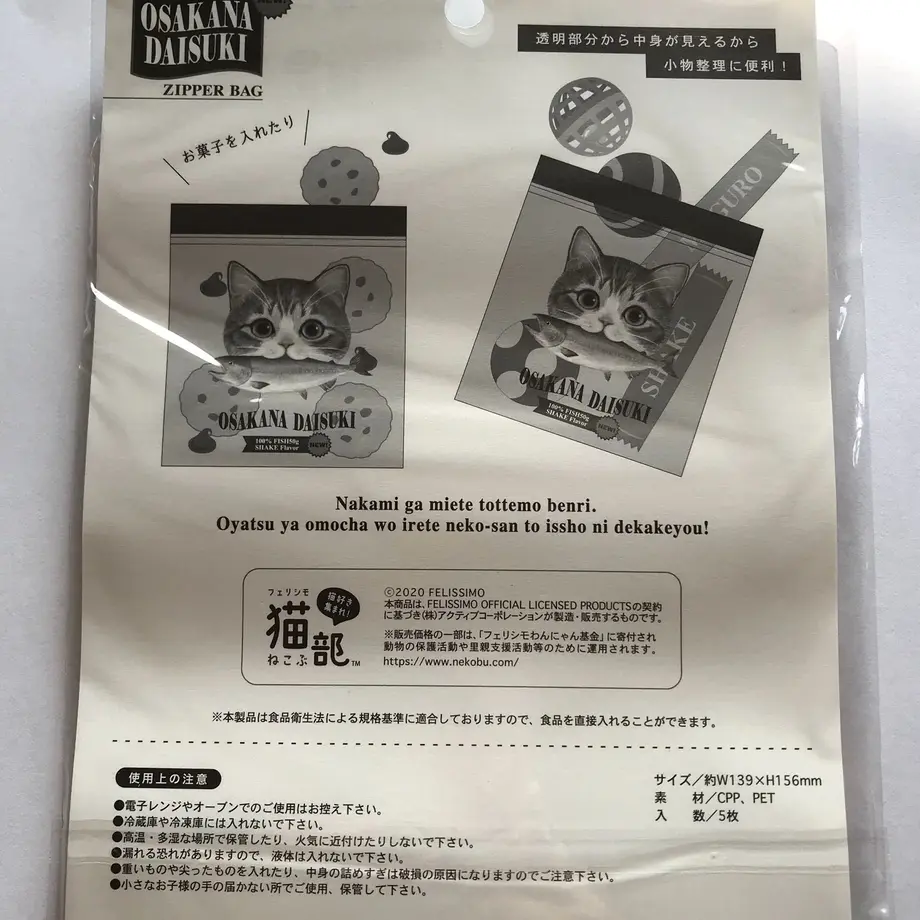 OSAKANA
DAISUKI
ZIPPER BAG
透明部分から中身が見えるから
小物整理に便利！
お菓子を入れたり
GURO
SHAKE
OSAKANA DAISUKI
100% FISH50g
SHAKE Flavor
NEW!
OSAKANA DAISUKI
100% FISH50g
SHAKE Flavor
NEW!
Nakami ga miete tottemo benri.
Oyatsu ya omocha wo irete neko-san to issho ni dekakeyou!
フェリシモ
猫部
ねこぶ
TM
猫好き
集まれ!
©2020 FELISSIMO
本商品は、FELISSIMO OFFICIAL LICENSED PRODUCTSの契約
に基づき(株)アクティブコーポレーションが製造・販売するものです。
※販売価格の一部は、「フェリシモわんにゃん基金」に寄付され
動物の保護活動や里親支援活動等のために運用されます。
https://www.nekobu.com/
※本製品は食品衛生法による規格基準に適合しておりますので、食品を直接入れることができます。
使用上の注意
●電子レンジやオーブンでのご使用はお控え下さい。
●冷蔵庫や冷凍庫には入れないで下さい。
●高温・多湿な場所で保管したり、火気に近付けたりしないで下さい。
●漏れる恐れがありますので、液体は入れないで下さい。
●重いものや尖ったものを入れたり、中身の詰めすぎは破損の原因になりますのでご注意下さい。
●小さなお子様の手の届かない所でご使用、保管して下さい。
サイズ／約W139×H156mm
素　材／CPP、PET
入　数／5枚